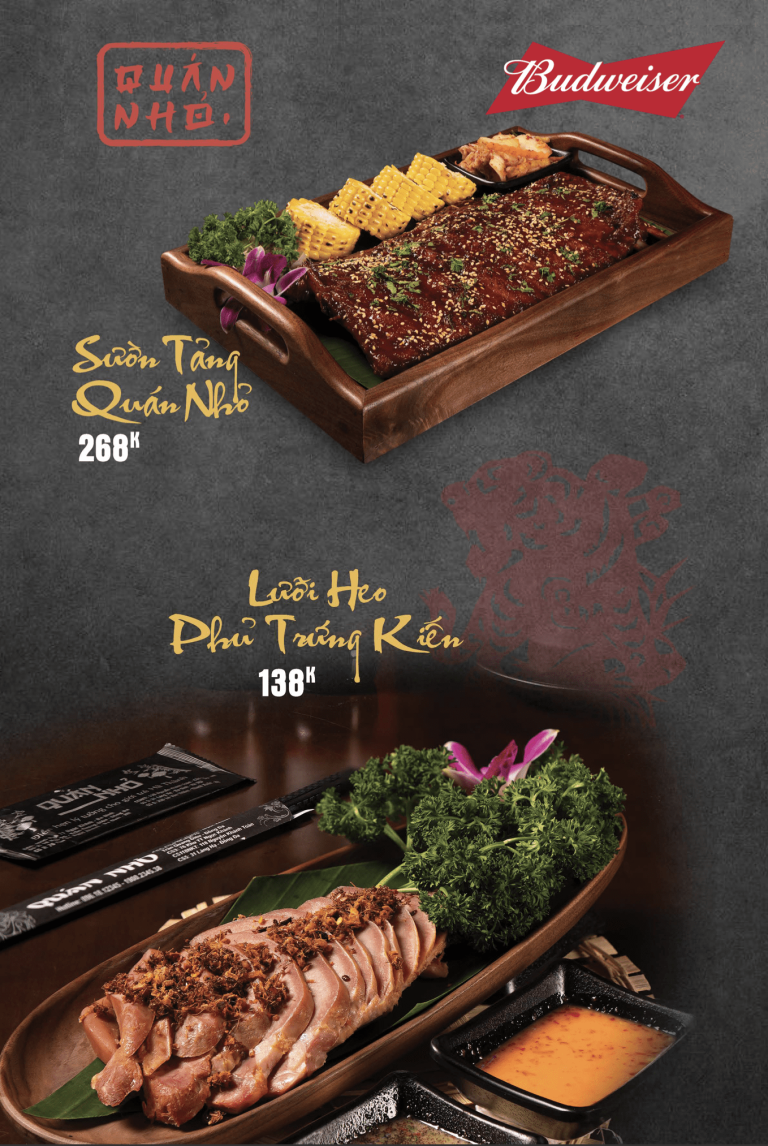 QUÁN
NHỎ.
Budweiser
Sườn Tảng
Quán Nhỏ
268K
Lưỡi Heo
Phủ Trứng Kiến
138K
QUÁN
NHỎ
QUÁN NHỎ